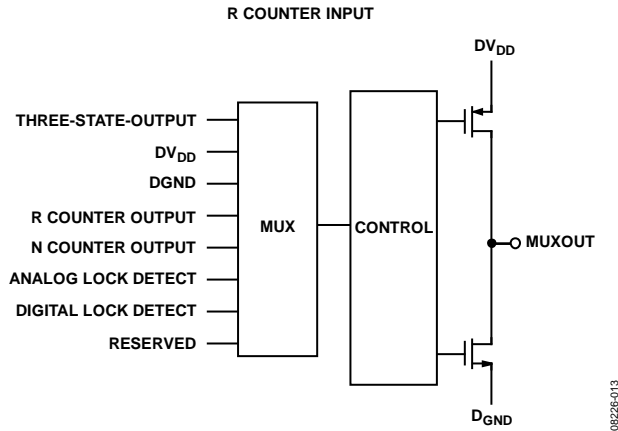 R COUNTER INPUT
DVDD
THREE-STATE-OUTPUT
DVDD
DGND
R COUNTER OUTPUT
N COUNTER OUTPUT
ANALOG LOCK DETECT
DIGITAL LOCK DETECT
RESERVED
MUX
CONTROL
MUXOUT
DGND
08226-013